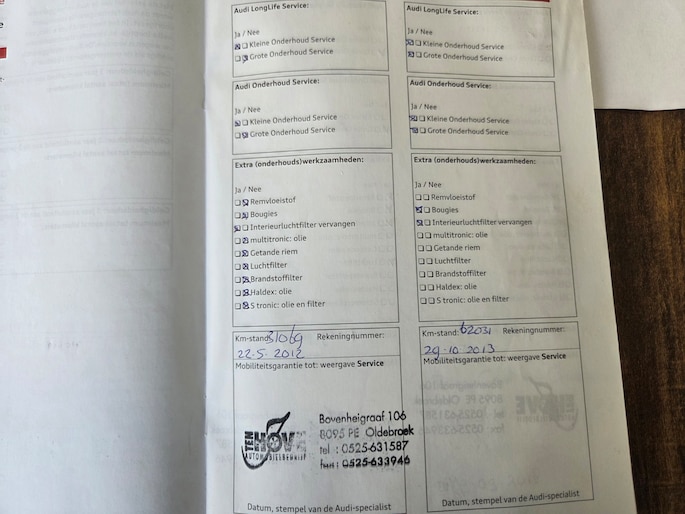 Audi LongLife Service:
Ja / Nee
Kleine Onderhoud Service
Grote Onderhoud Service
Audi Onderhoud Service:
Ja / Nee
Kleine Onderhoud Service
Grote Onderhoud Service
Extra (onderhouds)werkzaamheden:
Ja / Nee
Remvloeistof
Bougies
Interieurluchtfilter vervangen
multitronic: olie
Getande riem
Luchtfilter
Brandstoffilter
Haldex: olie
S tronic: olie en filter
Km-stand: 31069 Rekeningnummer:
22.5.2012
Mobiliteitsgarantie tot: weergave Service
TEN HOVE
AUTOMOBIELBEDRIJF
Bovenheigraaf 106
8095 PE Oldebroek
tel : 0525-631587
fax : 0525-633946
Datum, stempel van de Audi-specialist
Audi LongLife Service:
Ja / Nee
Kleine Onderhoud Service
Grote Onderhoud Service
Audi Onderhoud Service:
Ja / Nee
Kleine Onderhoud Service
Grote Onderhoud Service
Extra (onderhouds)werkzaamheden:
Ja / Nee
Remvloeistof
Bougies
Interieurluchtfilter vervangen
multitronic: olie
Getande riem
Luchtfilter
Brandstoffilter
Haldex: olie
S tronic: olie en filter
Km-stand: 62031 Rekeningnummer:
29.10.2013
Mobiliteitsgarantie tot: weergave Service
Datum, stempel van de Audi-specialist